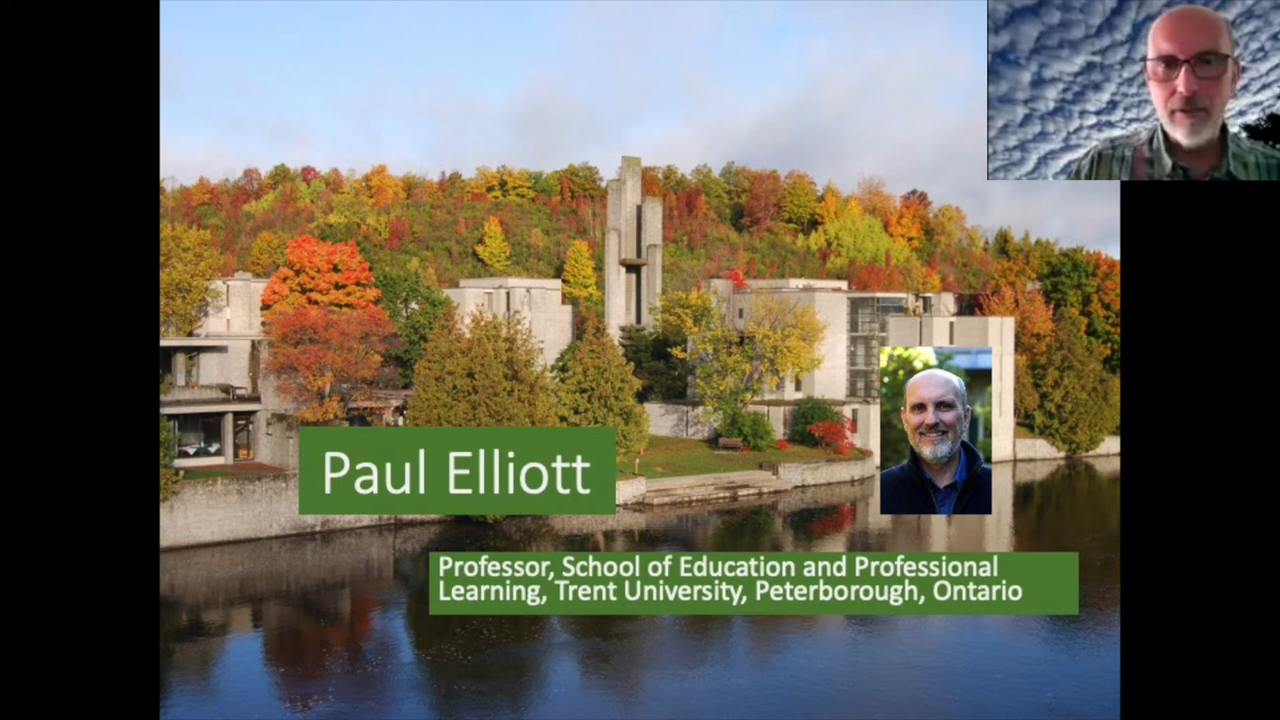 Paul Elliott
Professor, School of Education and Professional
Learning, Trent University, Peterborough, Ontario